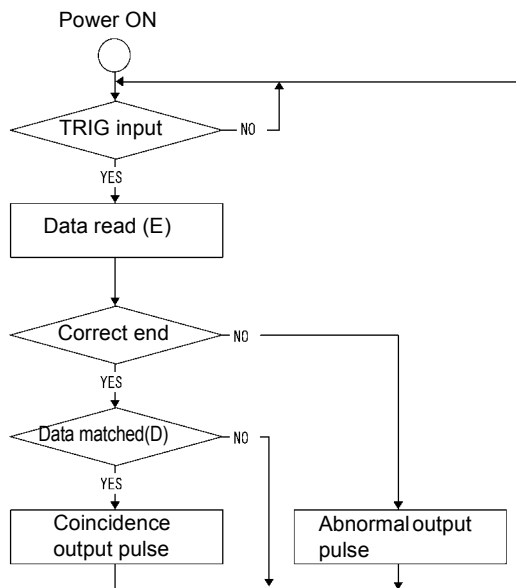 Power ON
TRIG input
NO
YES
Data read (E)
Correct end
NO
YES
Data matched(D)
NO
YES
Coincidence
output pulse
Abnormal output
pulse